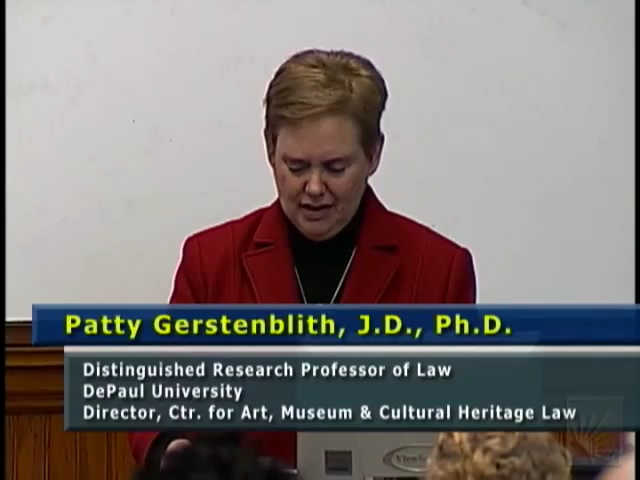 Patty Gerstenblith, J.D., Ph.D.
Distinguished Research Professor of Law
DePaul University
Director, Ctr. for Art, Museum & Cultural Heritage Law